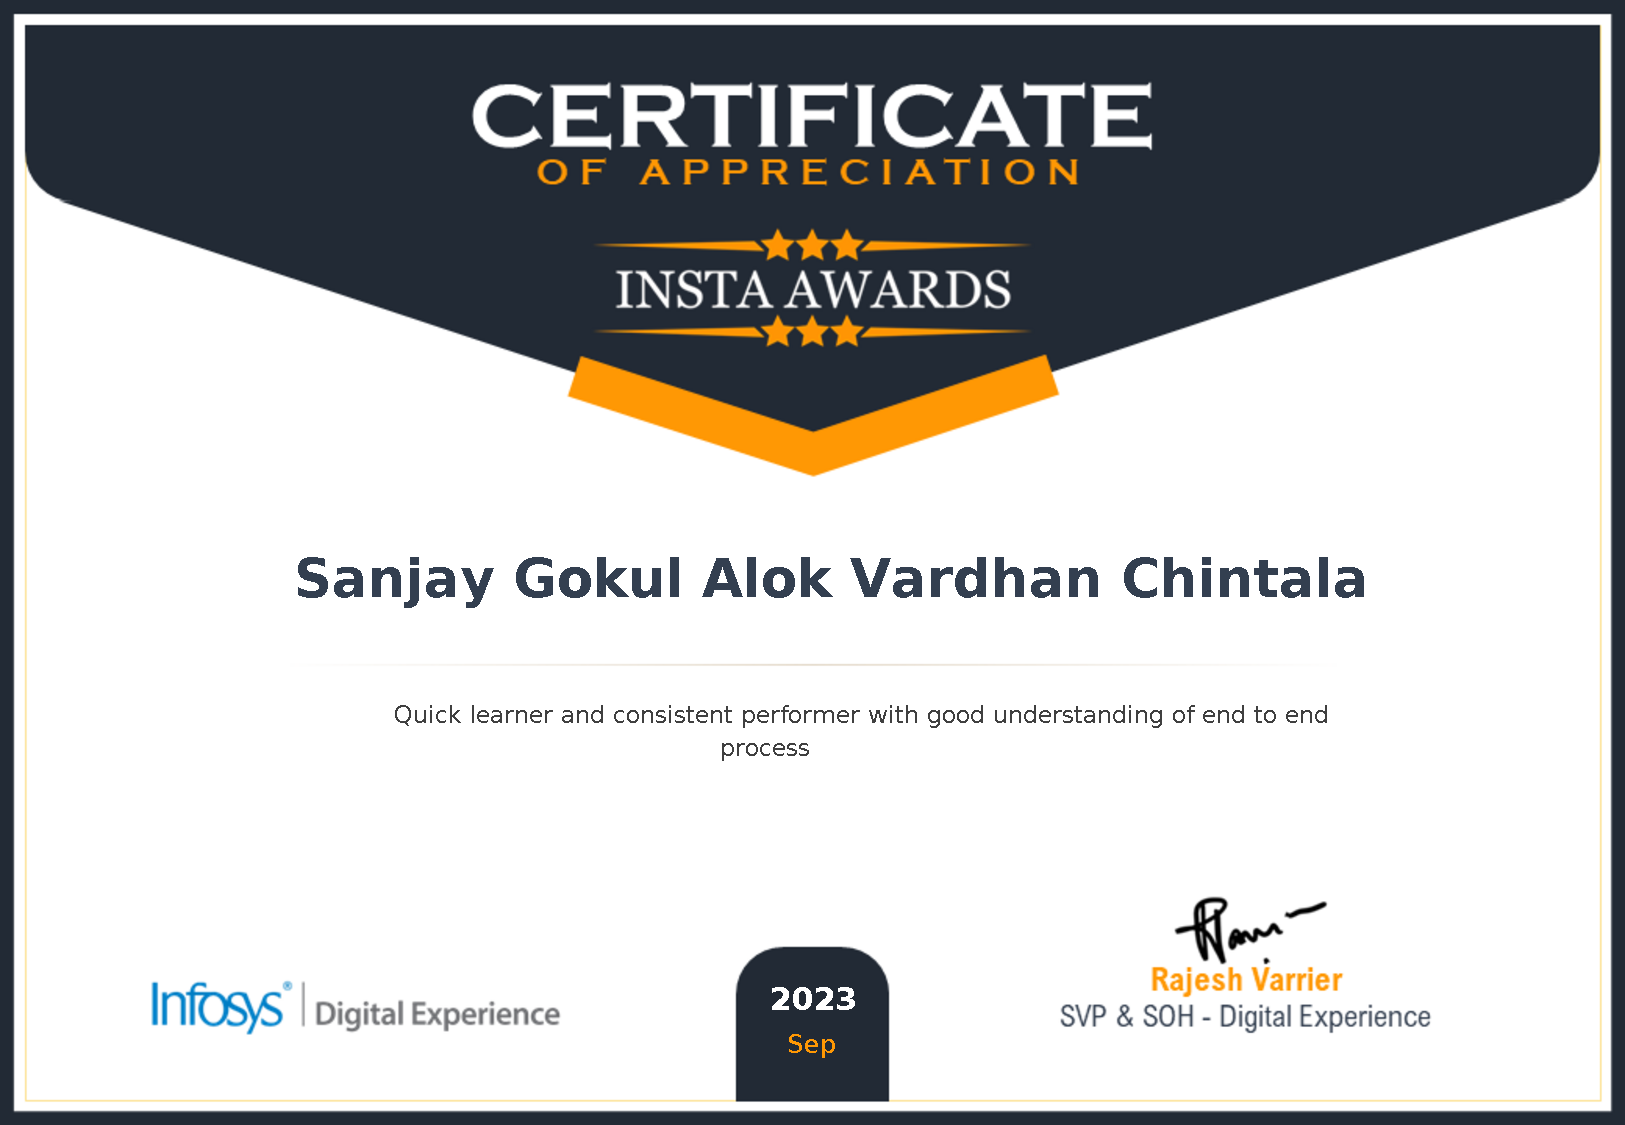 CERTIFICATE
OF APPRECIATION
INSTA AWARDS
Sanjay Gokul Alok Vardhan Chintala
Quick learner and consistent performer with good understanding of end to end
process
Infosys® | Digital Experience
2023
Sep
Rajesh Varrier
SVP & SOH - Digital Experience